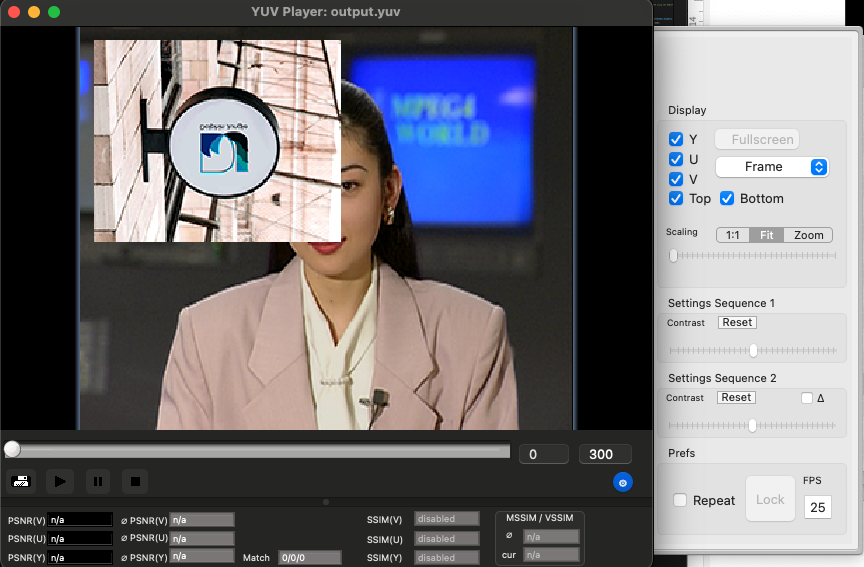 YUV Player: output.yuv
MPEG4
WORLD
Display
Y
Fullscreen
U
Frame
V
Top
Bottom
Scaling
1:1
Fit
Zoom
Settings Sequence 1
Contrast
Reset
Settings Sequence 2
Contrast
Reset
Δ
Prefs
Repeat
Lock
FPS
25
0
300
PSNR(V)
n/a
⌀ PSNR(V)
n/a
SSIM(V)
disabled
PSNR(U)
n/a
⌀ PSNR(U)
n/a
SSIM(U)
disabled
PSNR(Y)
n/a
⌀ PSNR(Y)
n/a
Match
0/0/0
SSIM(Y)
disabled
MSSIM / VSSIM
⌀
n/a
cur
n/a